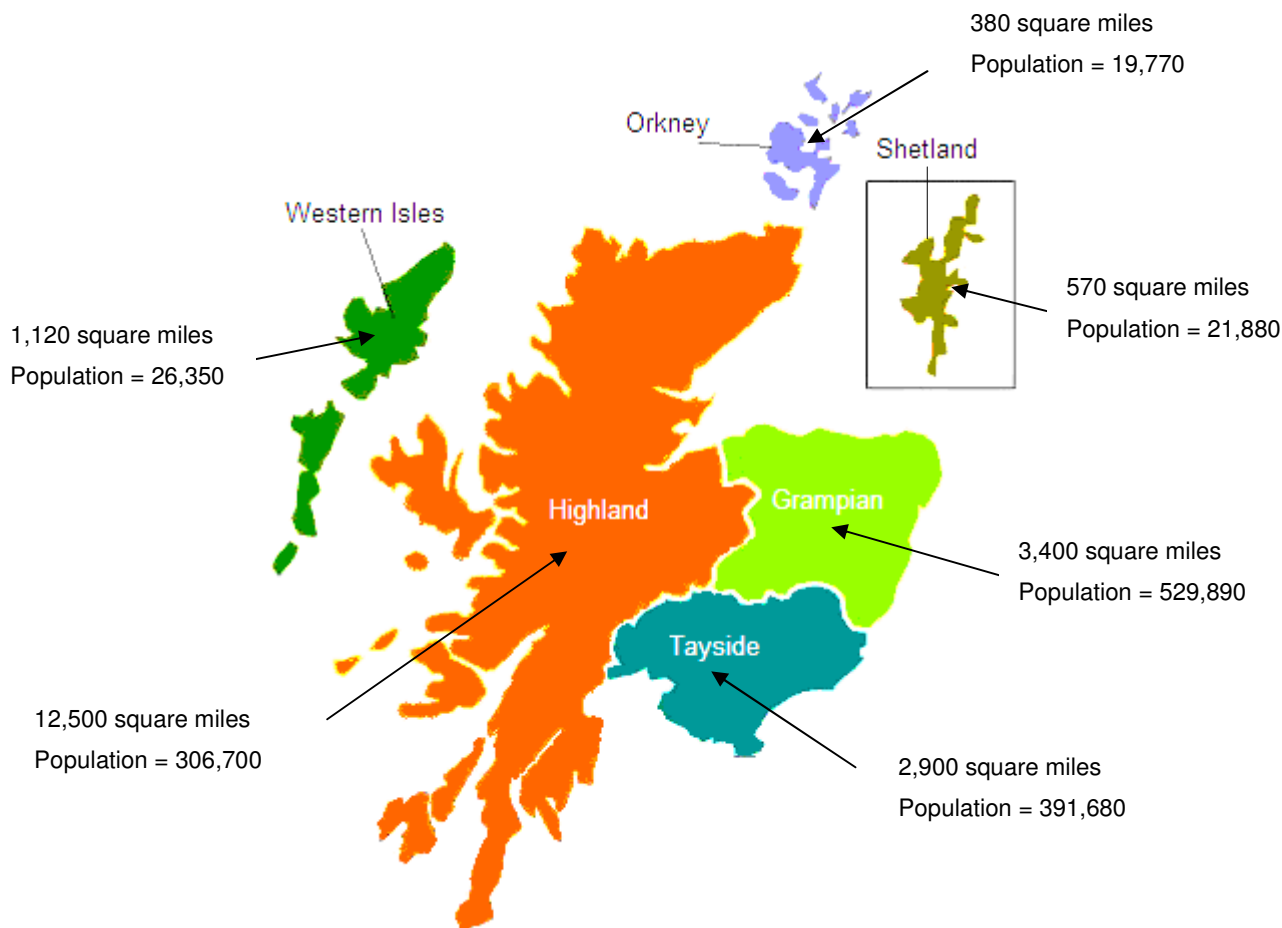 380 square miles
Population = 19,770
Orkney
Shetland
Western Isles
570 square miles
Population = 21,880
1,120 square miles
Population = 26,350
Highland
Grampian
3,400 square miles
Population = 529,890
Tayside
12,500 square miles
Population = 306,700
2,900 square miles
Population = 391,680